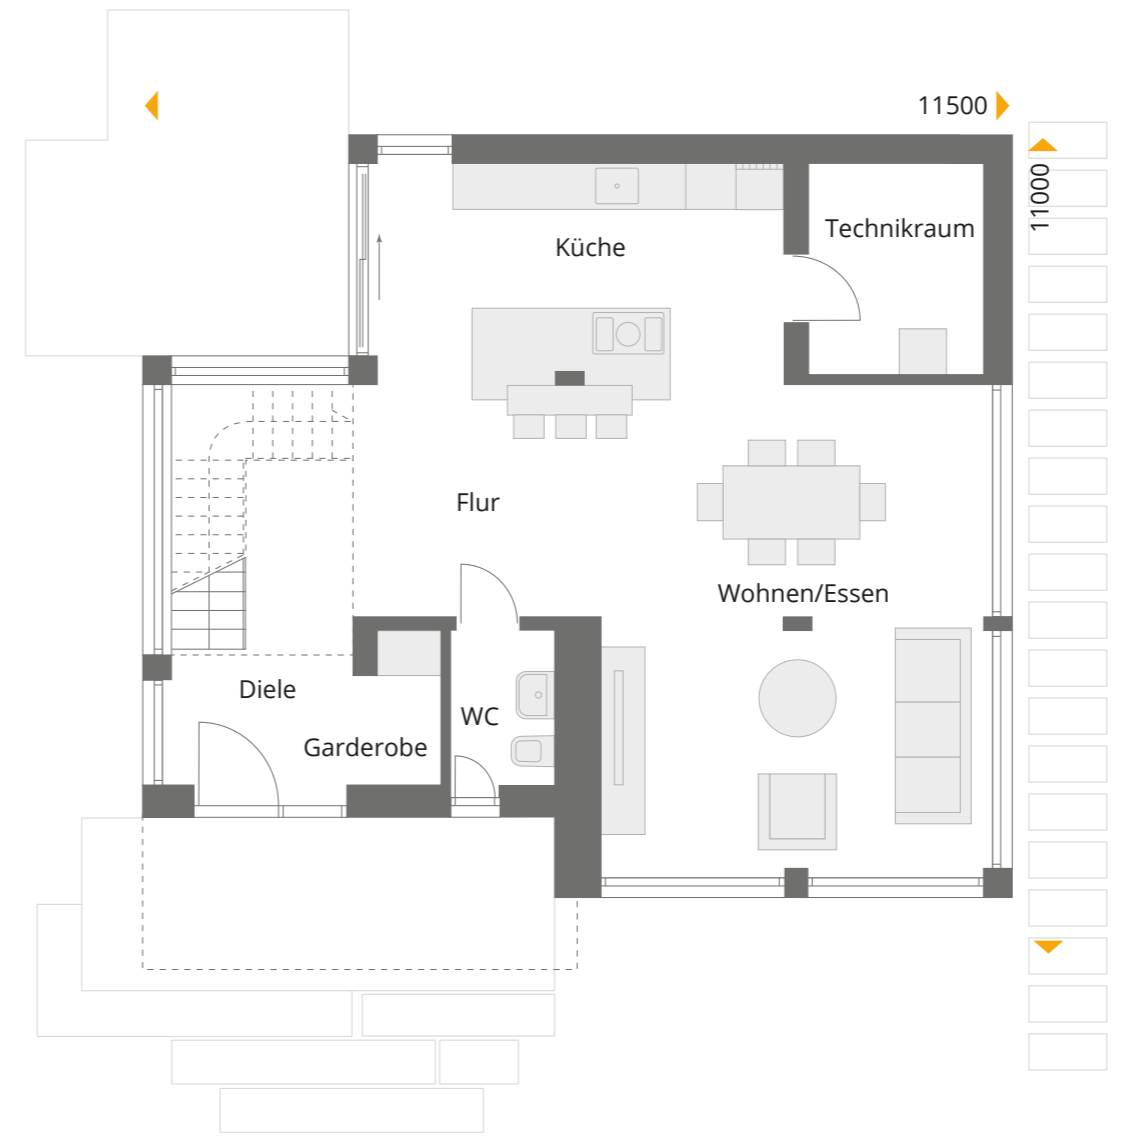 11500
11000
Technikraum
Küche
Flur
Wohnen/Essen
Diele
WC
Garderobe